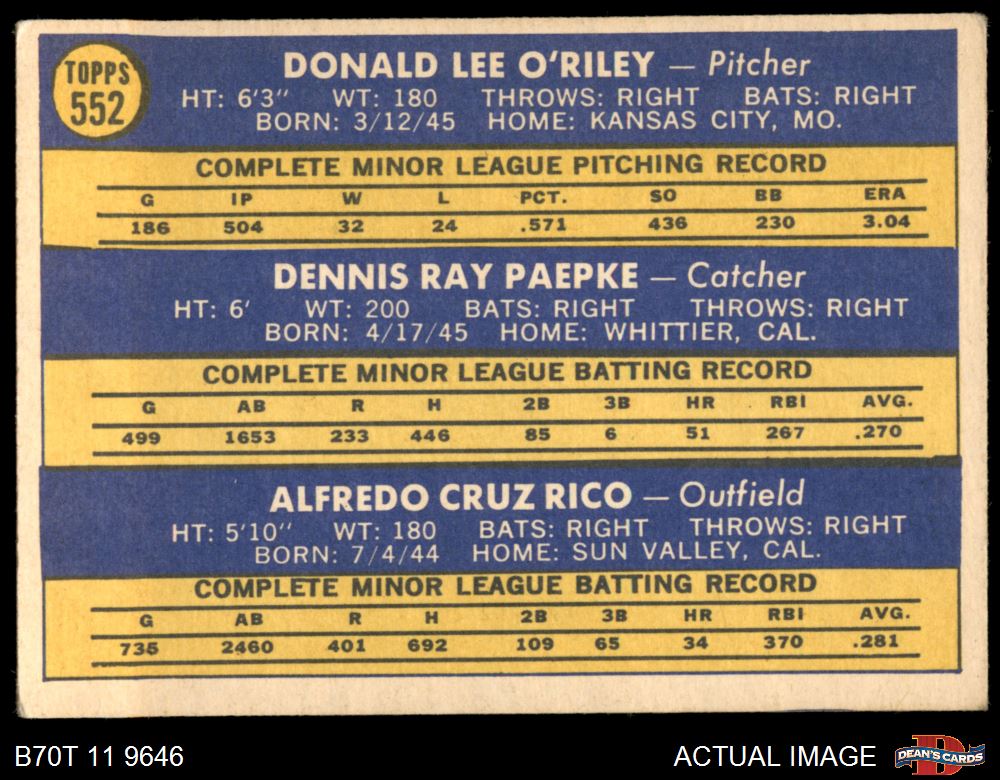 TOPPS
552
DONALD LEE O'RILEY — Pitcher
HT: 6'3" WT: 180 THROWS: RIGHT BATS: RIGHT
BORN: 3/12/45 HOME: KANSAS CITY, MO.
COMPLETE MINOR LEAGUE PITCHING RECORD
G IP W L PCT. SO BB ERA
186 504 32 24 .571 436 230 3.04
DENNIS RAY PAEPKE — Catcher
HT: 6' WT: 200 BATS: RIGHT THROWS: RIGHT
BORN: 4/17/45 HOME: WHITTIER, CAL.
COMPLETE MINOR LEAGUE BATTING RECORD
G AB R H 2B 3B HR RBI AVG.
499 1653 233 446 85 6 51 267 .270
ALFREDO CRUZ RICO — Outfield
HT: 5'10" WT: 180 BATS: RIGHT THROWS: RIGHT
BORN: 7/4/44 HOME: SUN VALLEY, CAL.
COMPLETE MINOR LEAGUE BATTING RECORD
G AB R H 2B 3B HR RBI AVG.
735 2460 401 692 109 65 34 370 .281
B70T 11 9646 ACTUAL IMAGE DEAN'S CARDS